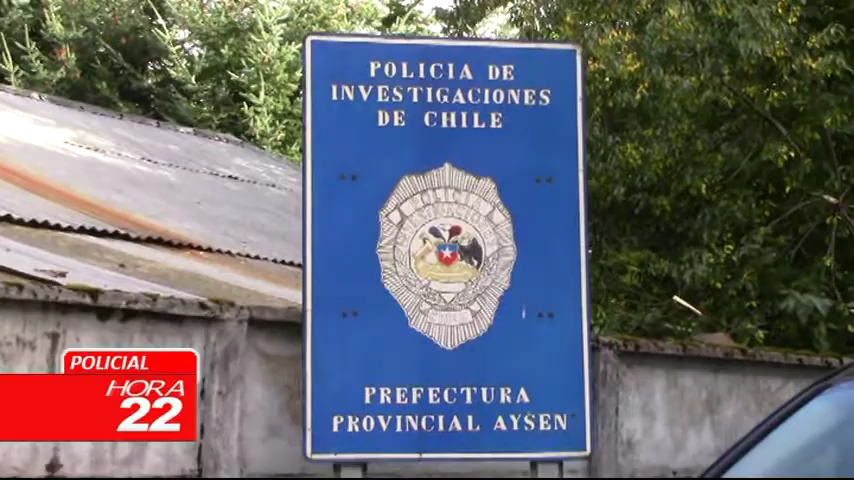 POLICIA DE
INVESTIGACIONES
DE CHILE
PREFECTURA
PROVINCIAL AYSEN
POLICIAL
HORA
22